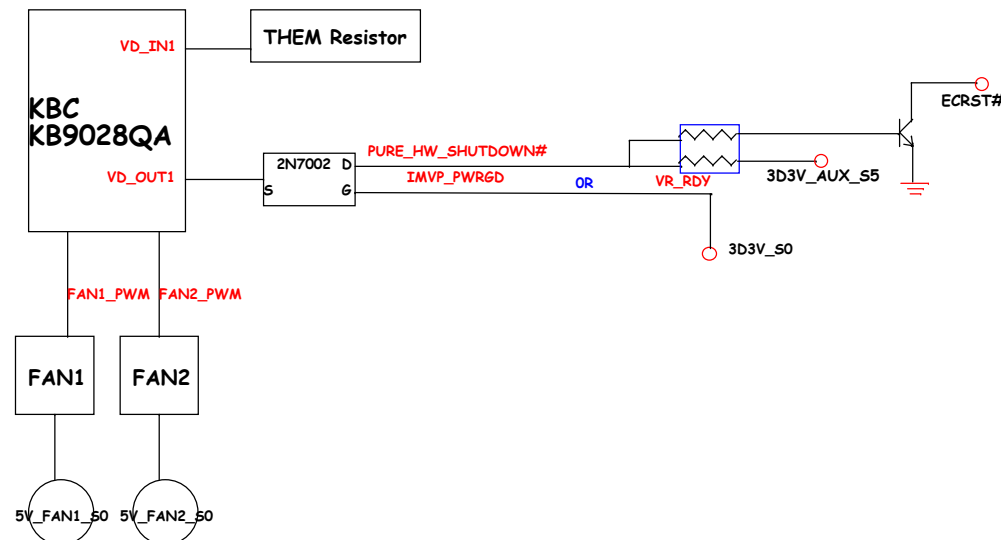 VD_IN1
THEM Resistor
KBC
KB9028QA
ECRST#
PURE_HW_SHUTDOWN#
2N7002
D
VD_OUT1
IMVP_PWRGD
OR
VR_RDY
3D3V_AUX_S5
S
G
3D3V_S0
FAN1_PWM
FAN2_PWM
FAN1
FAN2
5V_FAN1_S0
5V_FAN2_S0